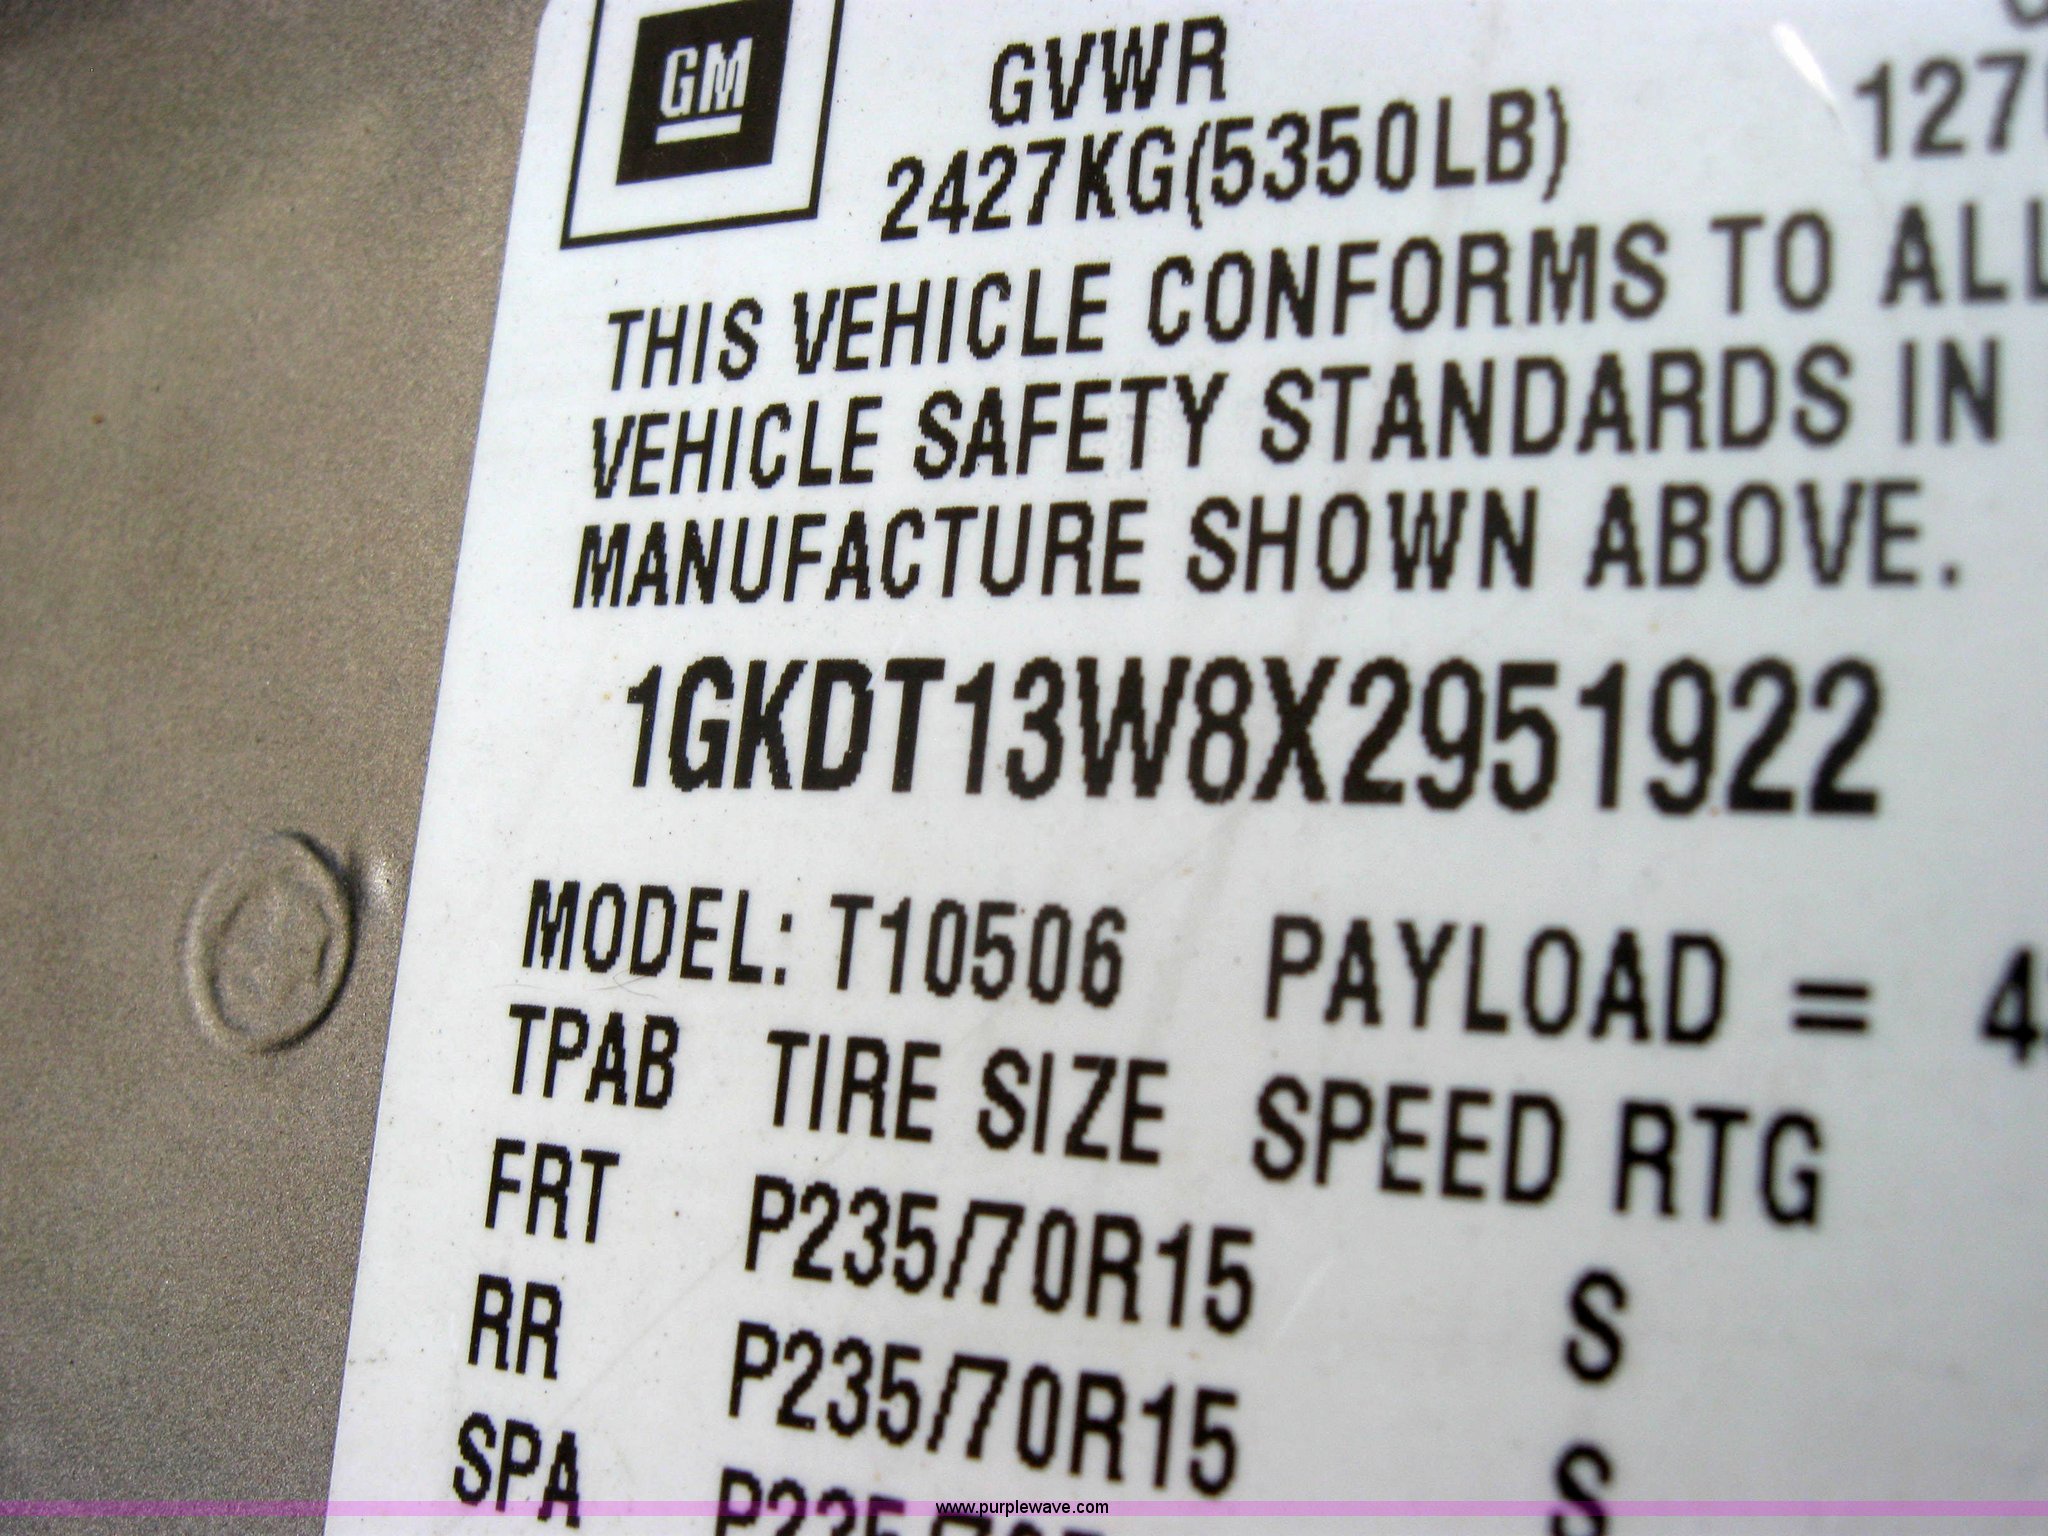 GM
GVWR
2427KG(5350LB)
127
THIS VEHICLE CONFORMS TO ALL
VEHICLE SAFETY STANDARDS IN
MANUFACTURE SHOWN ABOVE.
1GKDT13W8X2951922
MODEL: T10506 PAYLOAD = 4
TPAB TIRE SIZE SPEED RTG
FRT P235/70R15 S
RR P235/70R15 S
SPA
www.purplewave.com